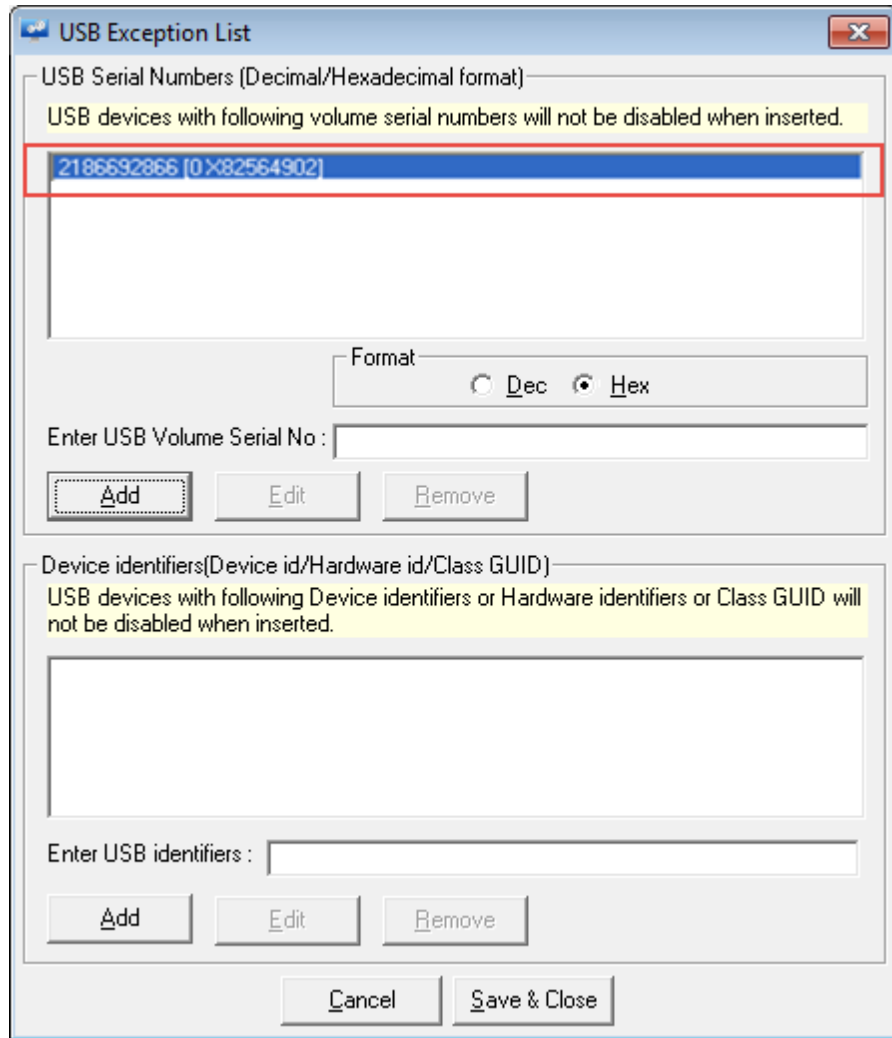 USB Exception List
USB Serial Numbers (Decimal/Hexadecimal format)
USB devices with following volume serial numbers will not be disabled when inserted.
2186692866 [0X82564902]
Format
Dec Hex
Enter USB Volume Serial No :
Add Edit Remove
Device identifiers(Device id/Hardware id/Class GUID)
USB devices with following Device identifiers or Hardware identifiers or Class GUID will
not be disabled when inserted.
Enter USB identifiers :
Add Edit Remove
Cancel Save & Close